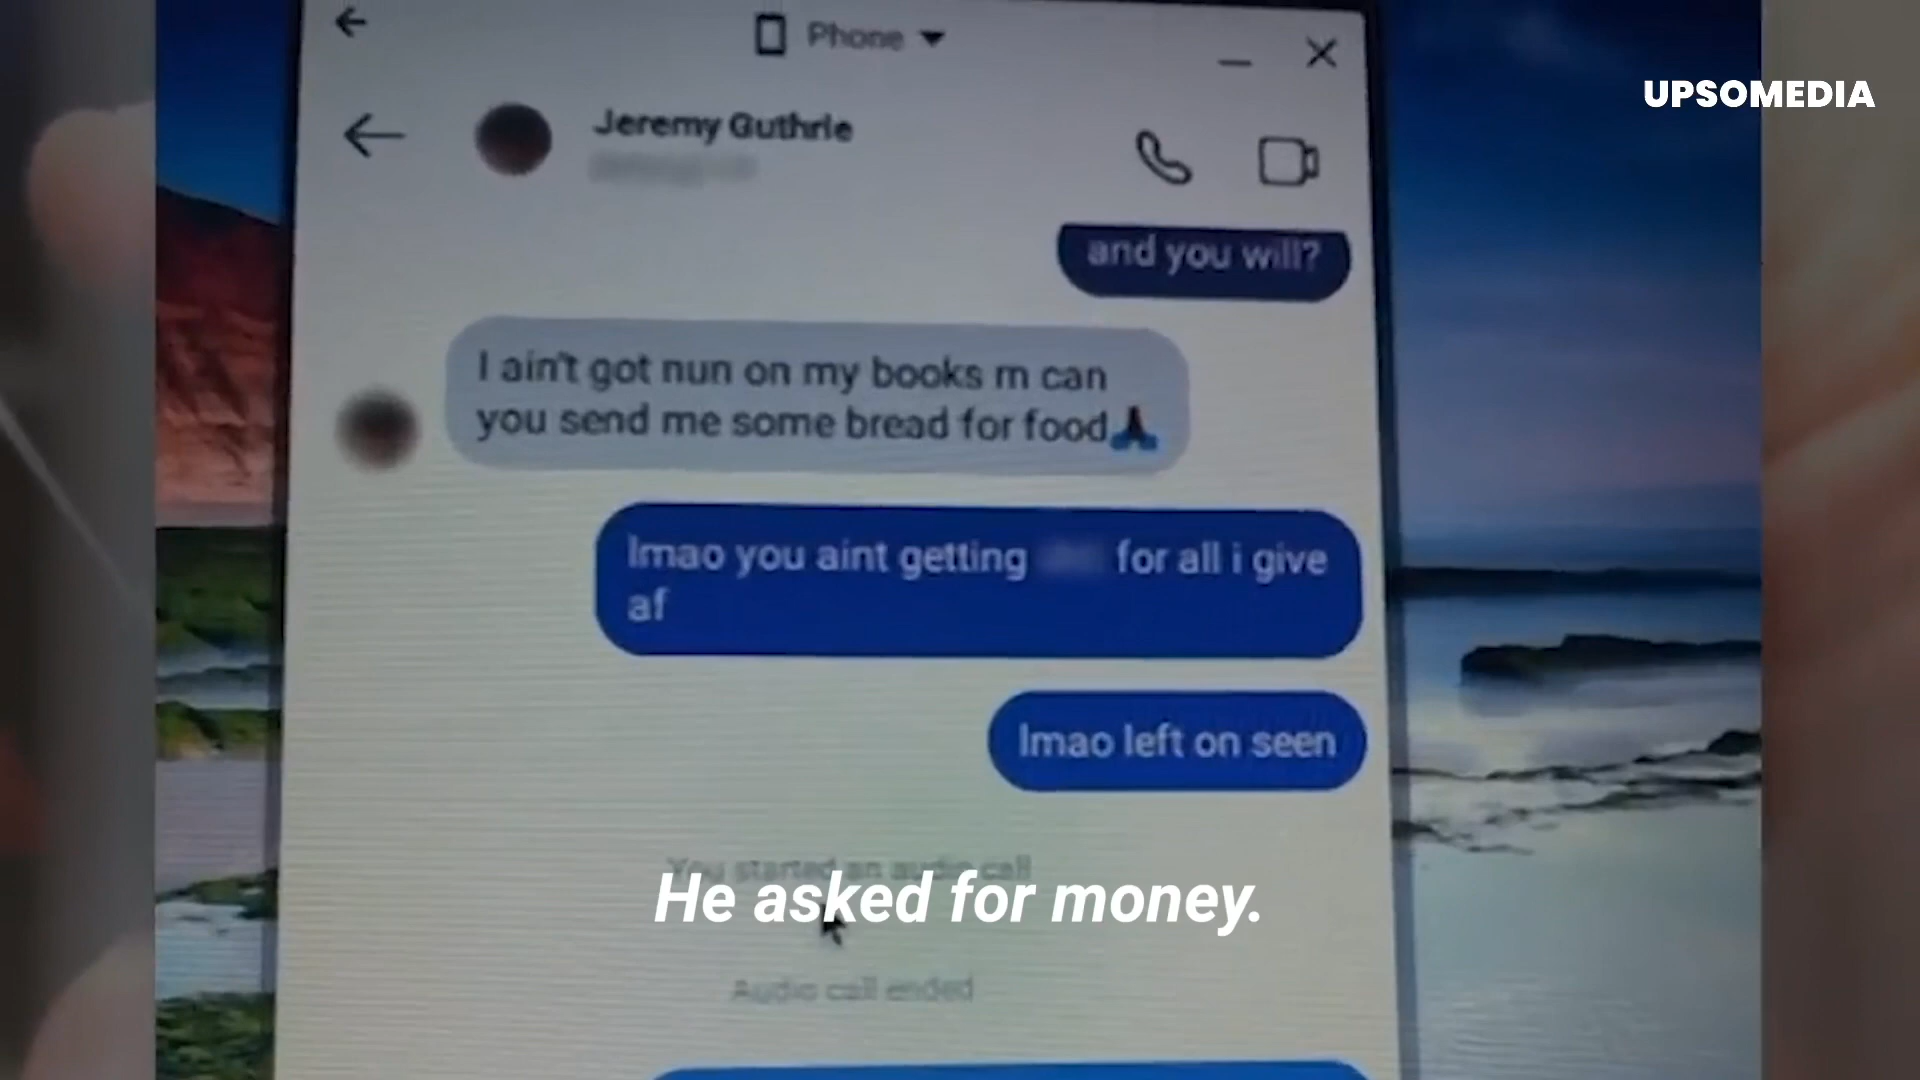 Phone
UPSOMEDIA
Jeremy Guthrie
and you will?
I ain't got nun on my books rn can
you send me some bread for food🙏🏿
lmao you aint getting for all i give
af
lmao left on seen
You started an audio call
He asked for money.
Audio call ended